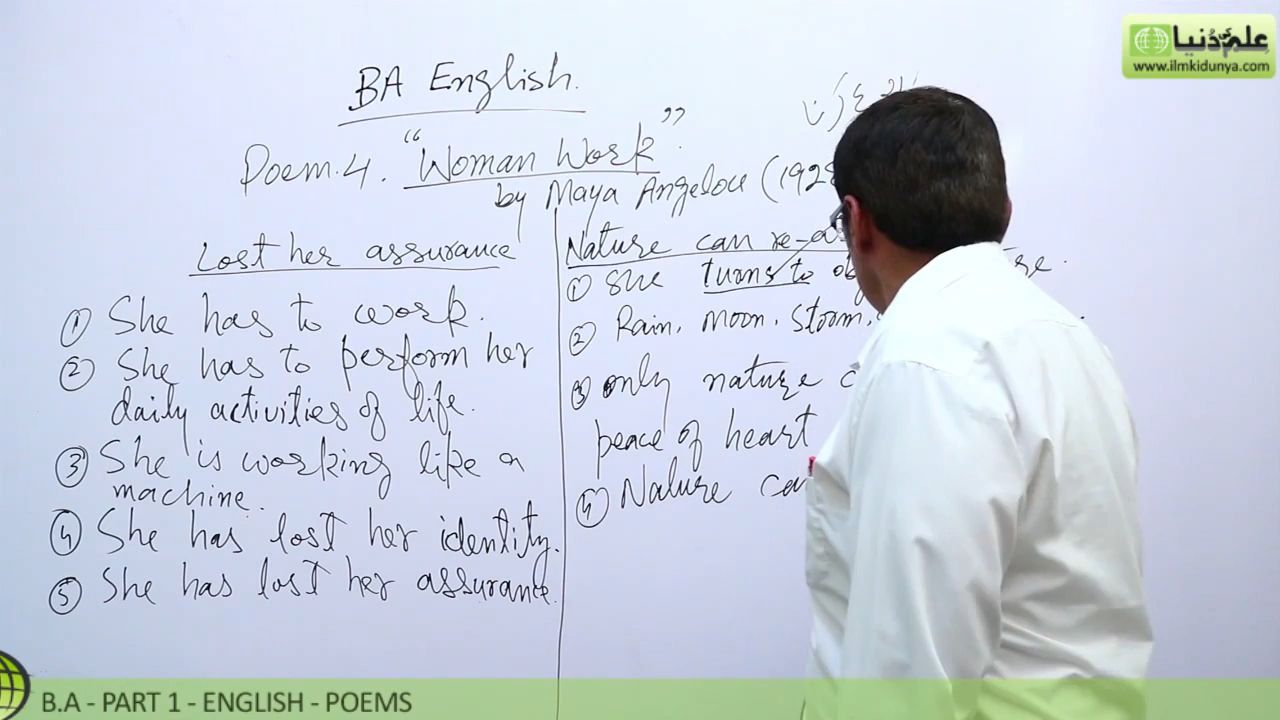 علم کی دُنیا
www.ilmkidunya.com
BA English.
Poem.4. "Woman Work".
by Maya Angelou (192
Lost her assurance
① She has to work.
② She has to perform her
daily activities of life.
③ She is working like a
machine.
④ She has lost her identity.
⑤ She has lost her assurance.
Nature can re-as
① She turns to
② Rain, Moon, Storm,
③ only nature
peace of heart
④ Nature can
B.A - PART 1 - ENGLISH - POEMS